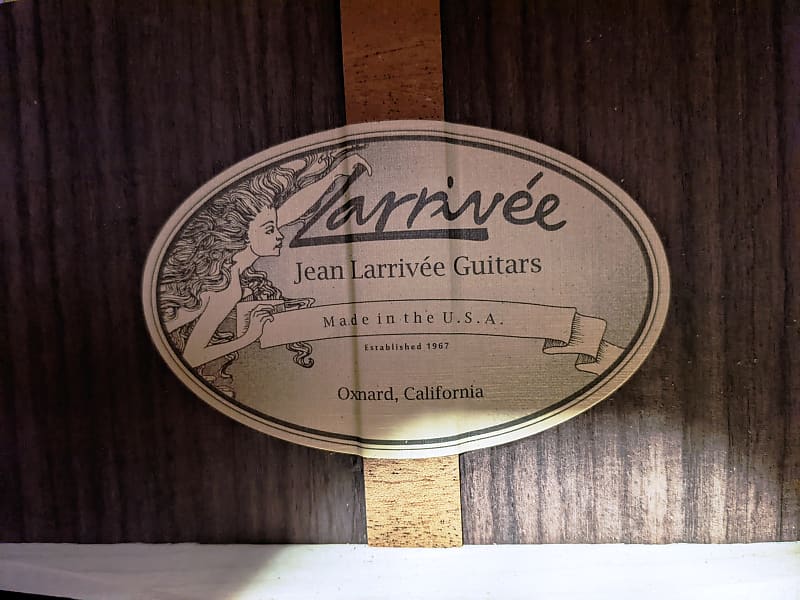 Larrivée
Jean Larrivée Guitars
Made in the U.S.A.
Established 1967
Oxnard, California